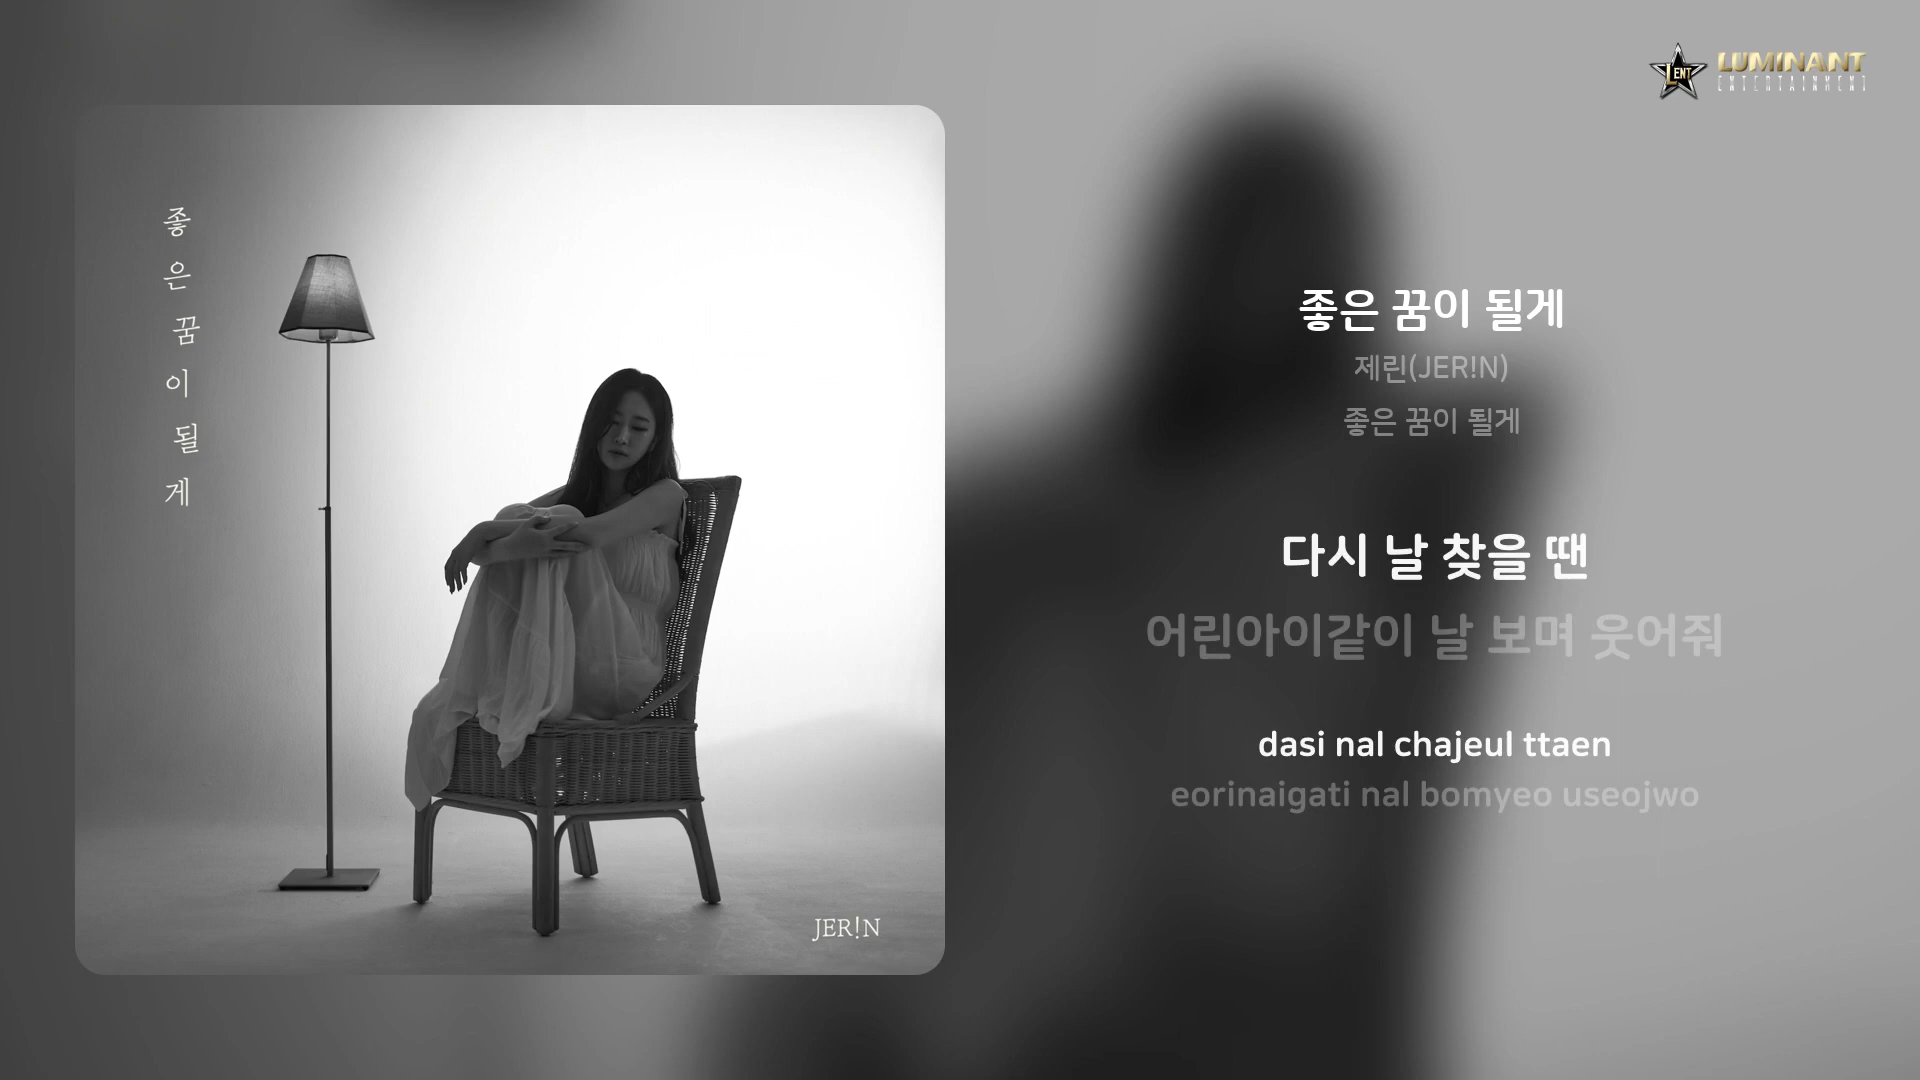 좋은꿈이될게
JER!N
LENT
LUMINANT
ENTERTAINMENT
좋은 꿈이 될게
제린(JER!N)
좋은 꿈이 될게
다시 날 찾을 땐
어린아이같이 날 보며 웃어줘
dasi nal chajeul ttaen
eorinaigati nal bomyeo useojwo